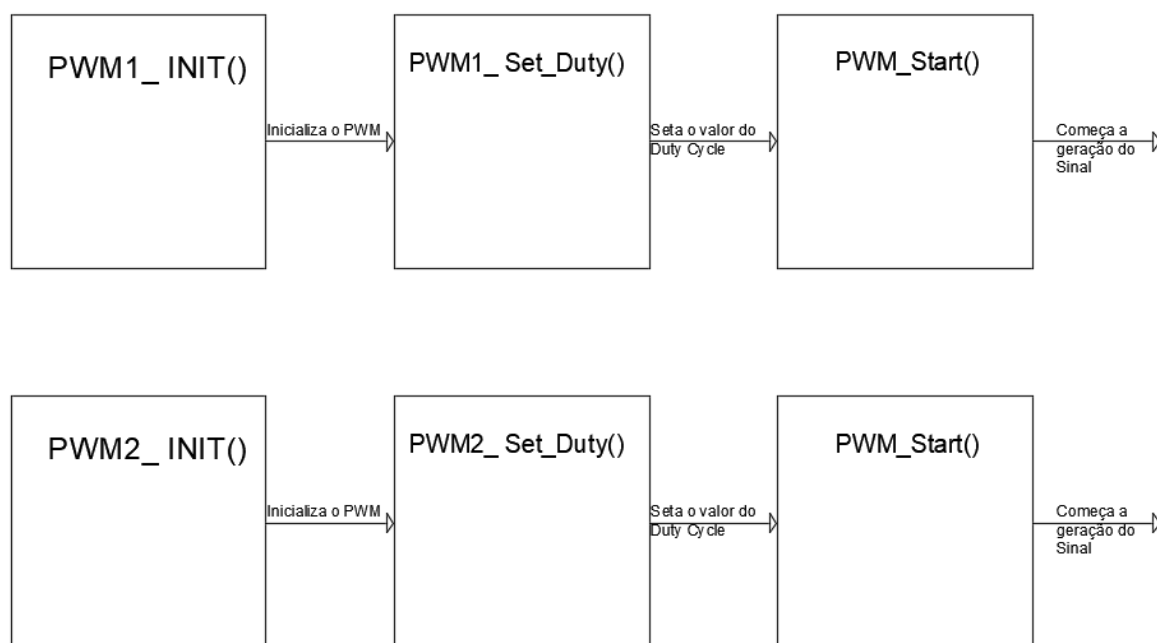 PWM1_ INIT()
PWM1_ Set_Duty()
PWM_Start()
Inicializa o PWM
Seta o valor do
Duty Cycle
Começa a
geração do
Sinal
PWM2_ INIT()
PWM2_ Set_Duty()
PWM_Start()
Inicializa o PWM
Seta o valor do
Duty Cycle
Começa a
geração do
Sinal